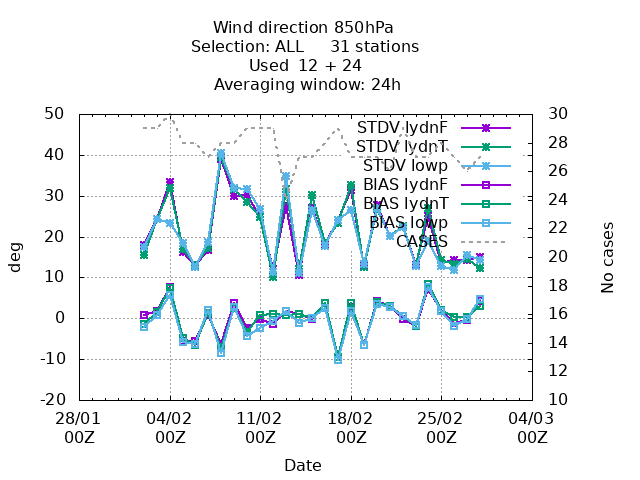 Wind direction 850hPa
Selection: ALL     31 stations
Used  12 + 24
Averaging window: 24h
50
40
30
20
10
0
-10
-20
deg
30
28
26
24
22
20
18
16
14
12
10
No cases
STDV lydnF
STDV lydnT
STDV lowp
BIAS lydnF
BIAS lydnT
BIAS lowp
CASES
28/01 04/02 11/02 18/02 25/02 04/03
00Z 00Z 00Z 00Z 00Z 00Z
Date